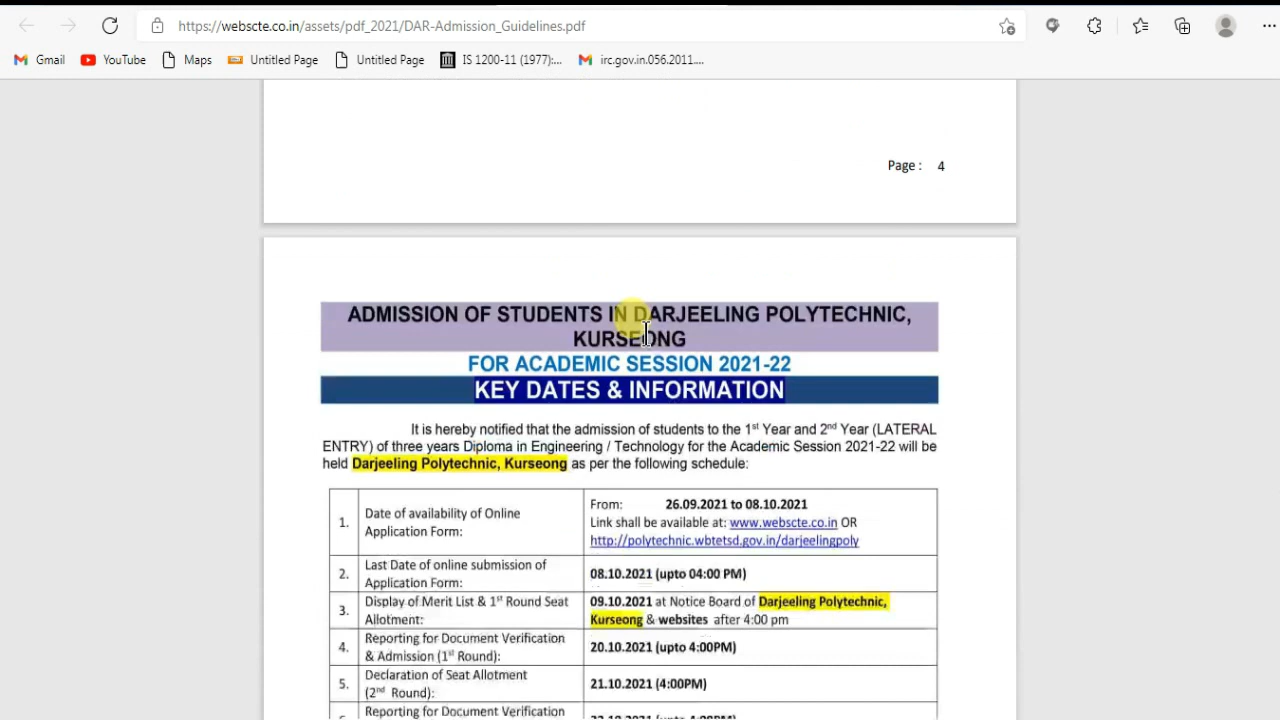 https://webscte.co.in/assets/pdf_2021/DAR-Admission_Guidelines.pdf
Gmail YouTube Maps Untitled Page Untitled Page IS 1200-11 (1977):... irc.gov.in.056.2011....
Page : 4
ADMISSION OF STUDENTS IN DARJEELING POLYTECHNIC,
KURSEONG
FOR ACADEMIC SESSION 2021-22
KEY DATES & INFORMATION
It is hereby notified that the admission of students to the 1st Year and 2nd Year (LATERAL
ENTRY) of three years Diploma in Engineering / Technology for the Academic Session 2021-22 will be
held Darjeeling Polytechnic, Kurseong as per the following schedule:
1. Date of availability of Online
Application Form:
From: 26.09.2021 to 08.10.2021
Link shall be available at: www.webscte.co.in OR
http://polytechnic.wbtetsd.gov.in/darjeelingpoly
2. Last Date of online submission of
Application Form:
08.10.2021 (upto 04:00 PM)
3. Display of Merit List & 1st Round Seat
Allotment:
09.10.2021 at Notice Board of Darjeeling Polytechnic,
Kurseong & websites after 4:00 pm
4. Reporting for Document Verification
& Admission (1st Round):
20.10.2021 (upto 4:00PM)
5. Declaration of Seat Allotment
(2nd Round):
21.10.2021 (4:00PM)
Reporting for Document Verification